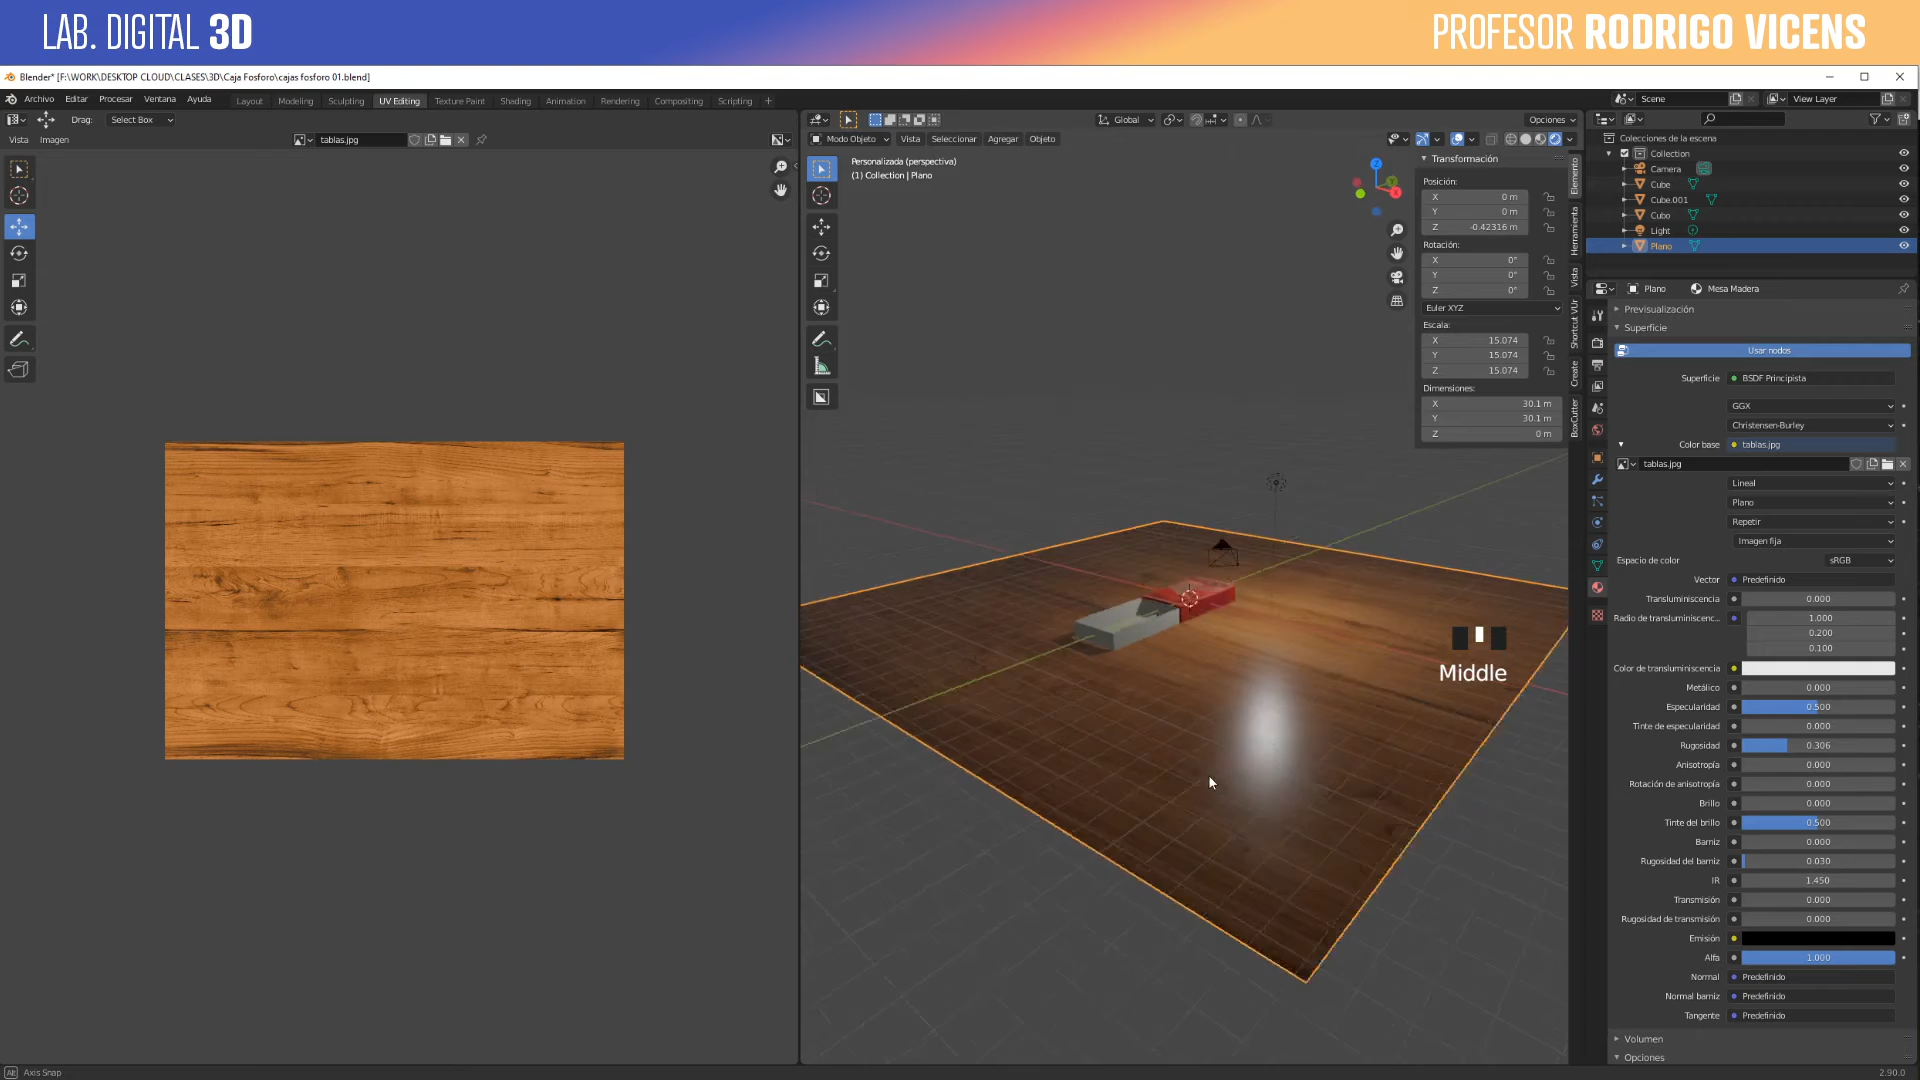 LAB. DIGITAL 3D
PROFESOR RODRIGO VICENS
Blender* [F:\WORK\DESKTOP CLOUD\CLASES\3D\Caja Fosforo\cajas fosforo 01.blend]
Archivo Editar Procesar Ventana Ayuda Layout Modeling Sculpting UV Editing Texture Paint Shading Animation Rendering Compositing Scripting +
Scene View Layer
Drag: Select Box
Global Opciones
Vista Imagen tablas.jpg
Modo Objeto Vista Seleccionar Agregar Objeto
Personalizada (perspectiva)
(1) Collection | Plano
Transformación
Posición:
X 0 m
Y 0 m
Z -0.42316 m
Rotación:
X 0°
Y 0°
Z 0°
Euler XYZ
Escala:
X 15.074
Y 15.074
Z 15.074
Dimensiones:
X 30.1 m
Y 30.1 m
Z 0 m
Elemento
Herramienta
Vista
Shortcut VUr
Create
BoxCutter
X
Y
Z
Middle
Colecciones de la escena
Collection
Camera
Cube
Cube.001
Cubo
Light
Plano
Plano Mesa Madera
Previsualización
Superficie
Usar nodos
Superficie BSDF Principista
GGX
Christensen-Burley
Color base tablas.jpg
tablas.jpg
Lineal
Plano
Repetir
Imagen fija
Espacio de color sRGB
Vector Predefinido
Transluminiscencia 0.000
Radio de transluminiscenc... 1.000
0.200
0.100
Color de transluminiscencia
Metálico 0.000
Especularidad 0.500
Tinte de especularidad 0.000
Rugosidad 0.306
Anisotropía 0.000
Rotación de anisotropía 0.000
Brillo 0.000
Tinte del brillo 0.500
Barniz 0.000
Rugosidad del barniz 0.030
IR 1.450
Transmisión 0.000
Rugosidad de transmisión 0.000
Emisión
Alfa 1.000
Normal Predefinido
Normal barniz Predefinido
Tangente Predefinido
Volumen
Opciones
Alt Axis Snap
2.90.0